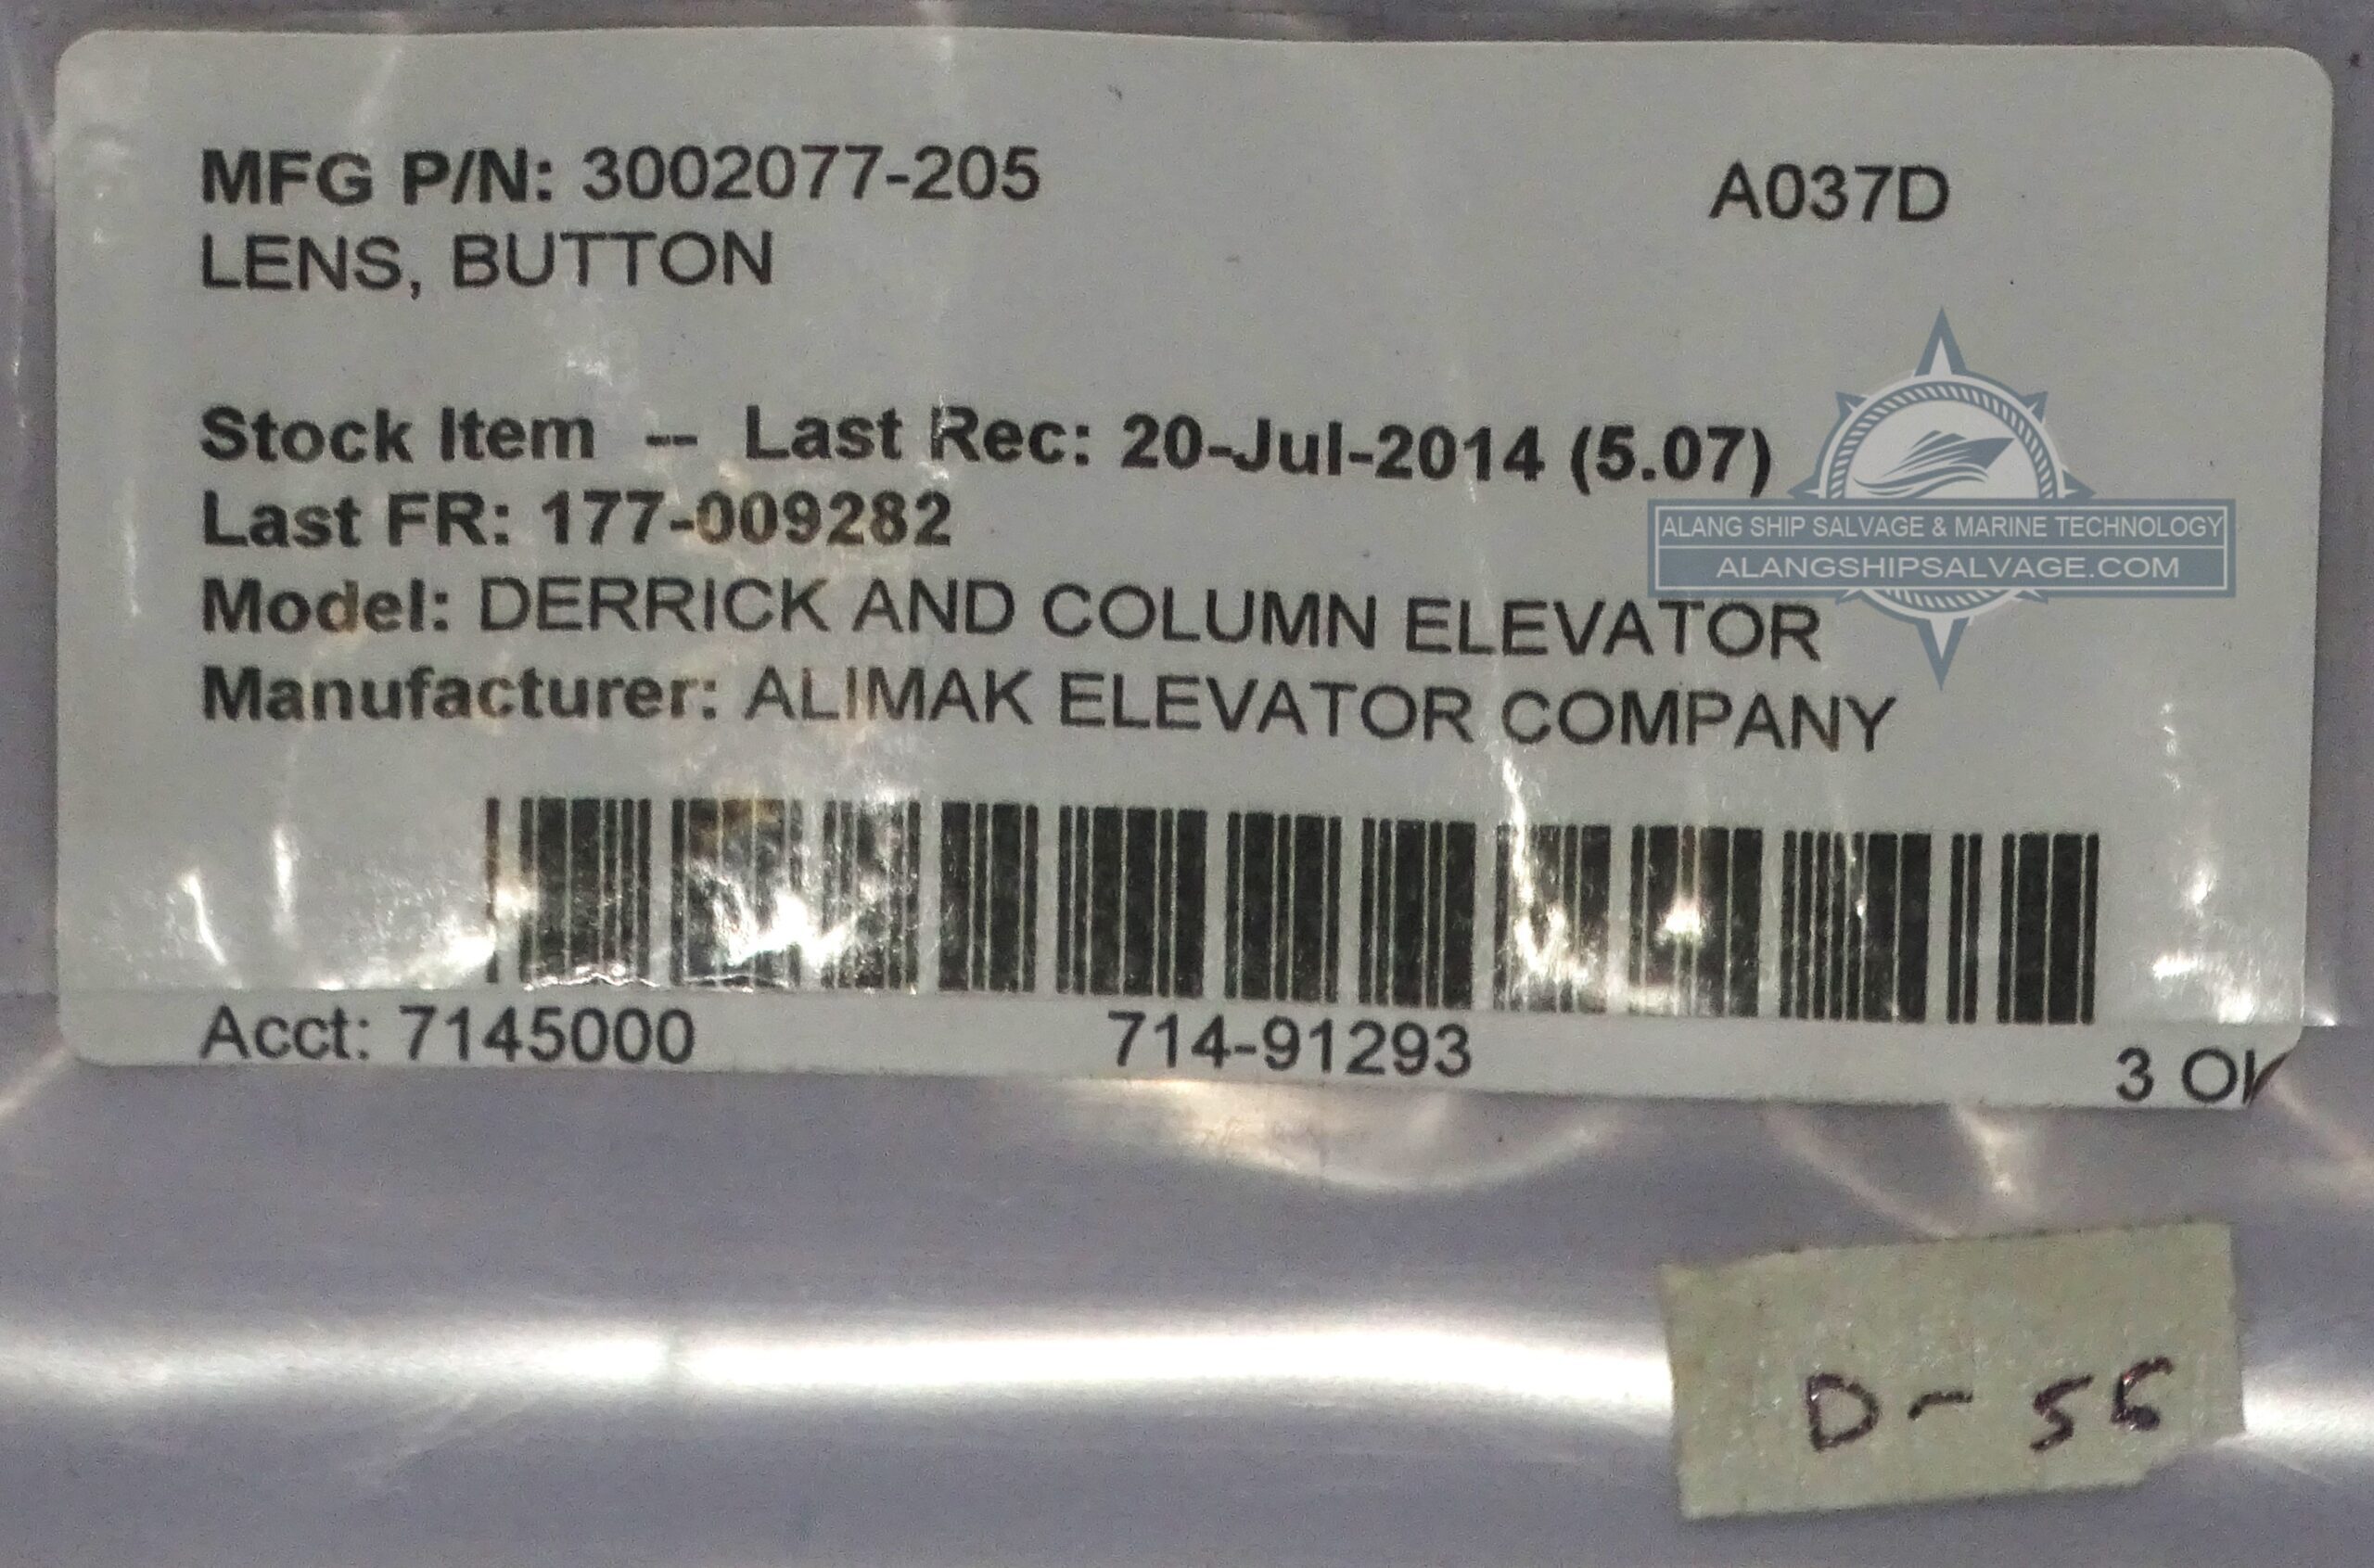 MFG P/N: 3002077-205
A037D
LENS, BUTTON
Stock Item -- Last Rec: 20-Jul-2014 (5.07)
Last FR: 177-009282
ALANG SHIP SALVAGE & MARINE TECHNOLOGY
ALANGSHIPSALVAGE.COM
Model: DERRICK AND COLUMN ELEVATOR
Manufacturer: ALIMAK ELEVATOR COMPANY
Acct: 7145000
714-91293
3